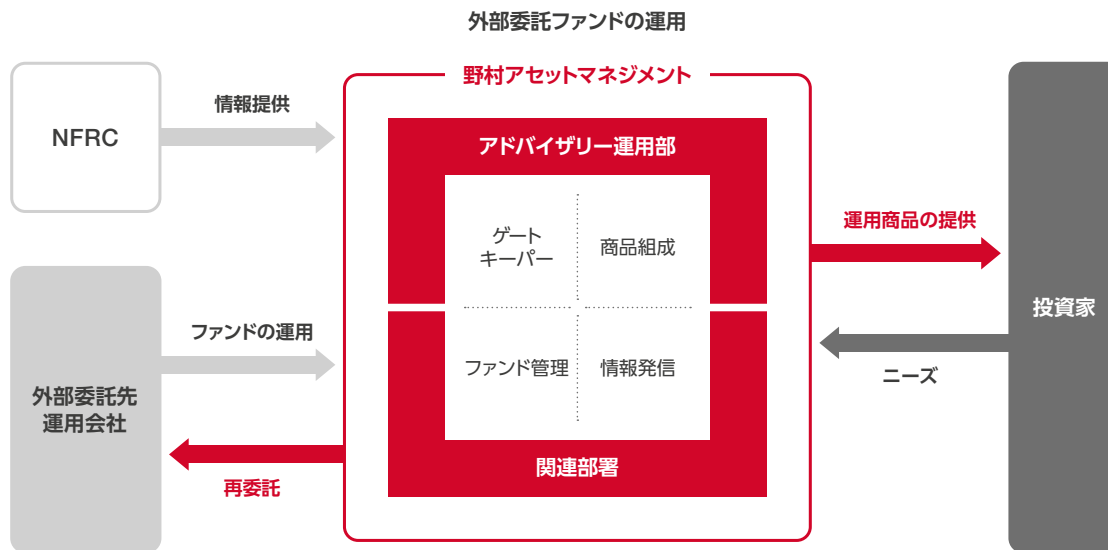 外部委託ファンドの運用
野村アセットマネジメント
NFRC
情報提供
アドバイザリー運用部
ゲート
キーパー
商品組成
運用商品の提供
投資家
外部委託先
運用会社
ファンドの運用
ファンド管理
情報発信
ニーズ
再委託
関連部署